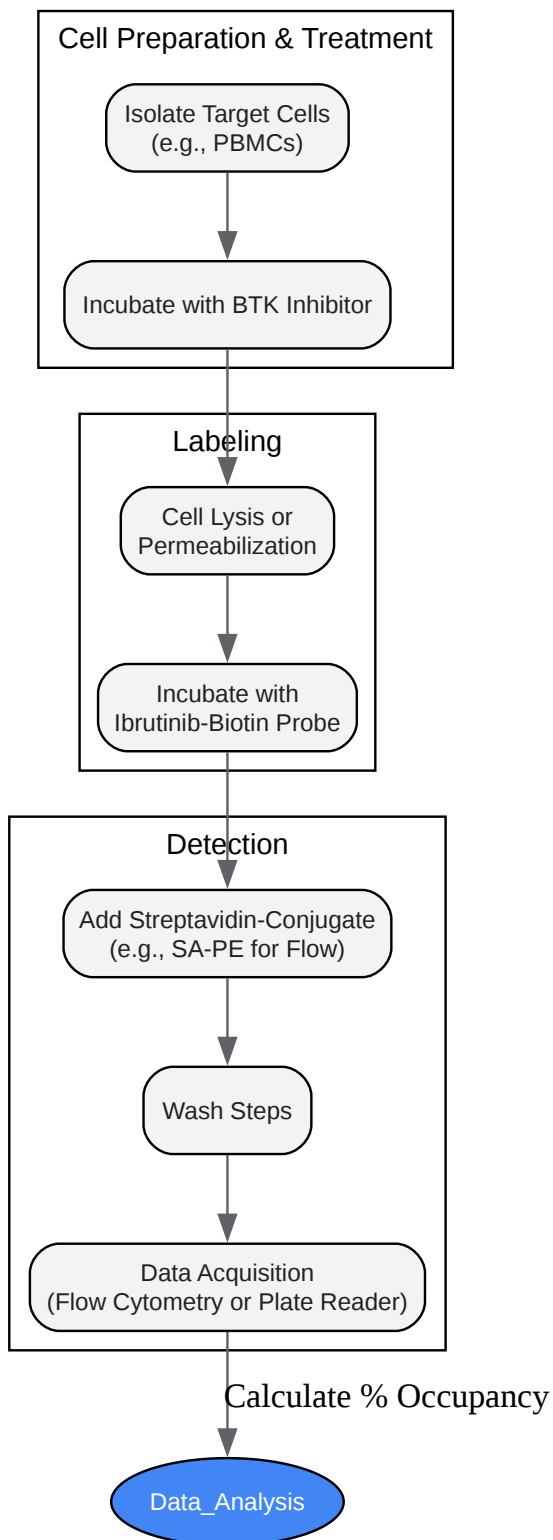 Cell Preparation & Treatment
Isolate Target Cells
(e.g., PBMCs)
Incubate with BTK Inhibitor
Labeling
Cell Lysis or
Permeabilization
Incubate with
Ibrutinib-Biotin Probe
Detection
Add Streptavidin-Conjugate
(e.g., SA-PE for Flow)
Wash Steps
Data Acquisition
(Flow Cytometry or Plate Reader)
Calculate % Occupancy
Data_Analysis